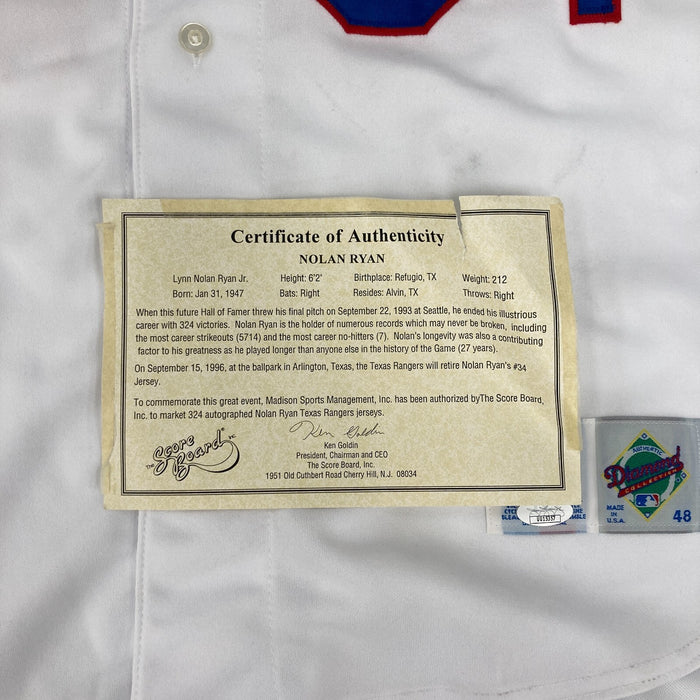 Certificate of Authenticity
NOLAN RYAN
Lynn Nolan Ryan Jr. Height: 6'2" Birthplace: Refugio, TX Weight: 212
Born: Jan 31, 1947 Bats: Right Resides: Alvin, TX Throws: Right
When this future Hall of Famer threw his final pitch on September 22, 1993 at Seattle, he ended his illustrious
career with 324 victories. Nolan Ryan is the holder of numerous records which may never be broken, including
the most career strikeouts (5714) and the most career no-hitters (7). Nolan's longevity was also a contributing
factor to his greatness as he played longer than anyone else in the history of the Game (27 years).
On September 15, 1996, at the ballpark in Arlington, Texas, the Texas Rangers will retire Nolan Ryan's #34
Jersey.
To commemorate this great event, Madison Sports Management, Inc. has been authorized byThe Score Board,
Inc. to market 324 autographed Nolan Ryan Texas Rangers jerseys.
Ken Goldin
THE Score Board INC
Ken Goldin
President, Chairman and CEO
The Score Board, Inc.
1951 Old Cuthbert Road Cherry Hill, N.J. 08034
AUTHENTIC
Diamond
COLLECTION
MADE
IN
U.S.A.
48